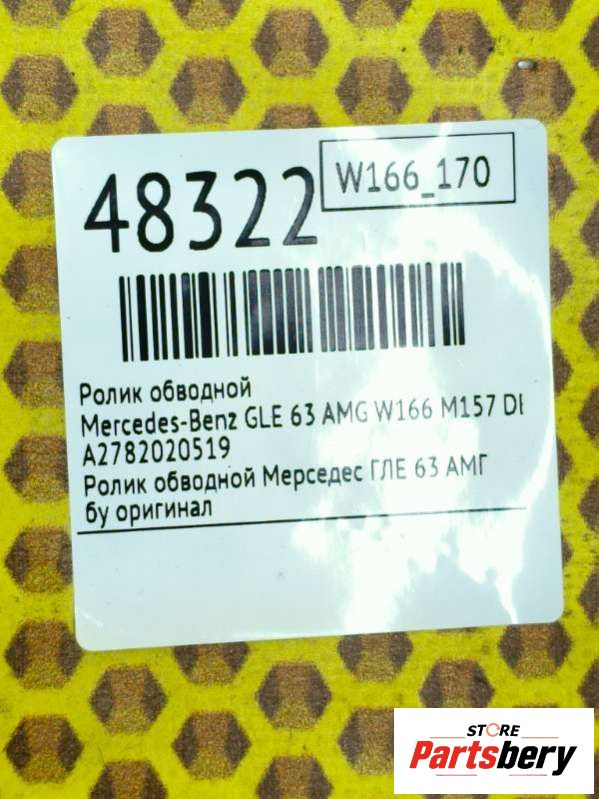 48322
W166_170
Ролик обводной
Mercedes-Benz GLE 63 AMG W166 M157 DE
A2782020519
Ролик обводной Мерседес ГЛЕ 63 АМГ
бу оригинал
STORE
Partsbery